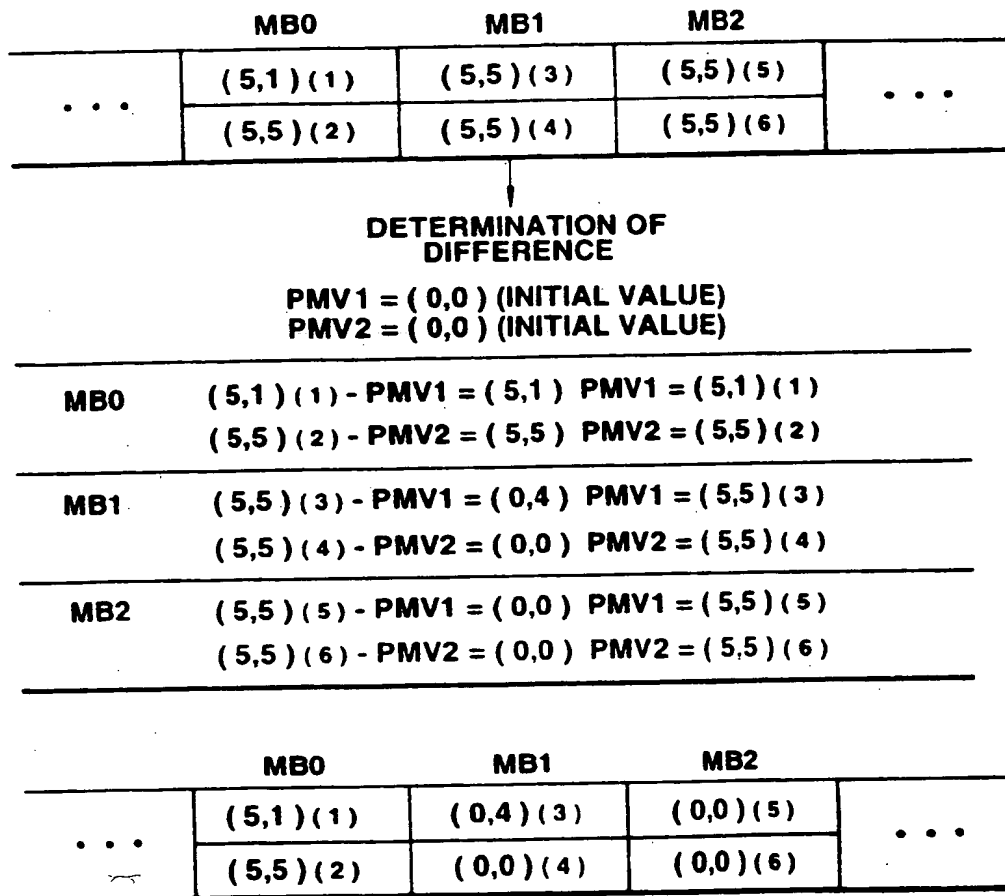 MB0 MB1 MB2
• • • (5,1)(1) (5,5)(3) (5,5)(5) • • •
(5,5)(2) (5,5)(4) (5,5)(6)
DETERMINATION OF
DIFFERENCE
PMV1 = (0,0) (INITIAL VALUE)
PMV2 = (0,0) (INITIAL VALUE)
MB0 (5,1)(1) - PMV1 = (5,1) PMV1 = (5,1)(1)
(5,5)(2) - PMV2 = (5,5) PMV2 = (5,5)(2)
MB1 (5,5)(3) - PMV1 = (0,4) PMV1 = (5,5)(3)
(5,5)(4) - PMV2 = (0,0) PMV2 = (5,5)(4)
MB2 (5,5)(5) - PMV1 = (0,0) PMV1 = (5,5)(5)
(5,5)(6) - PMV2 = (0,0) PMV2 = (5,5)(6)
MB0 MB1 MB2
• • • (5,1)(1) (0,4)(3) (0,0)(5) • • •
(5,5)(2) (0,0)(4) (0,0)(6)